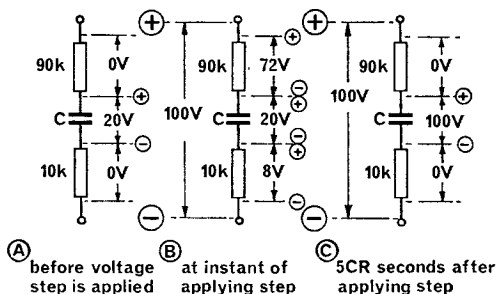 90k 0V
C 20V
10k 0V
100V
90k 72V
C 20V
10k 8V
100V
90k 0V
C 100V
10k 0V
A before voltage step is applied
B at instant of applying step
C 5CR seconds after applying step